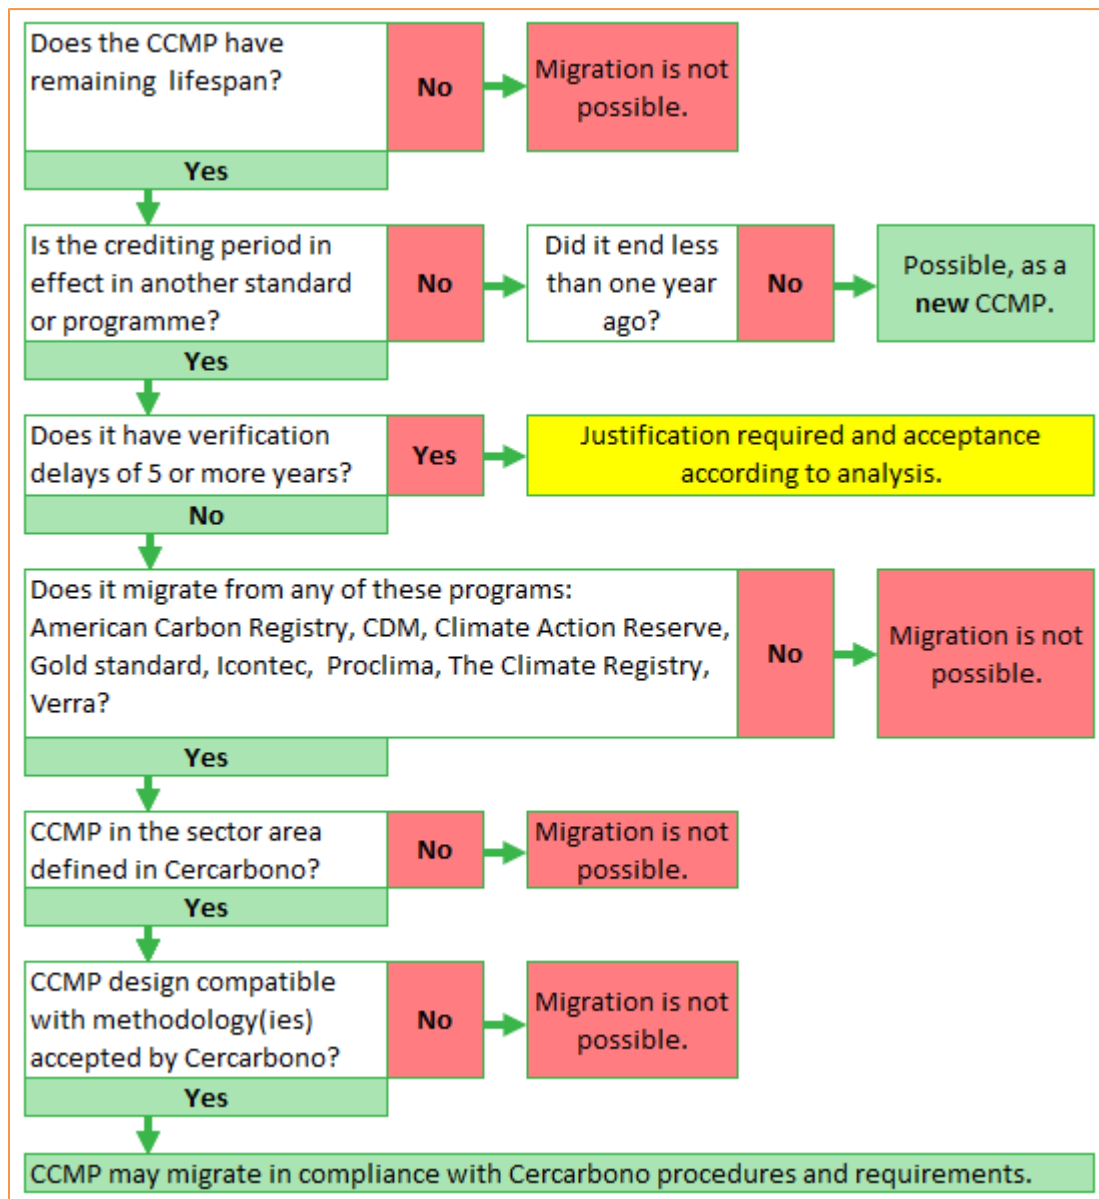 Does the CCMP have
remaining lifespan?
No
Migration is not
possible.
Yes
Is the crediting period in
effect in another standard
or programme?
No
Did it end less
than one year
ago?
No
Possible, as a
new CCMP.
Yes
Does it have verification
delays of 5 or more years?
Yes
Justification required and acceptance
according to analysis.
No
Does it migrate from any of these programs:
American Carbon Registry, CDM, Climate Action Reserve,
Gold standard, Icontec, Proclima, The Climate Registry,
Verra?
No
Migration is not
possible.
Yes
CCMP in the sector area
defined in Cercarbono?
No
Migration is not
possible.
Yes
CCMP design compatible
with methodology(ies)
accepted by Cercarbono?
No
Migration is not
possible.
Yes
CCMP may migrate in compliance with Cercarbono procedures and requirements.